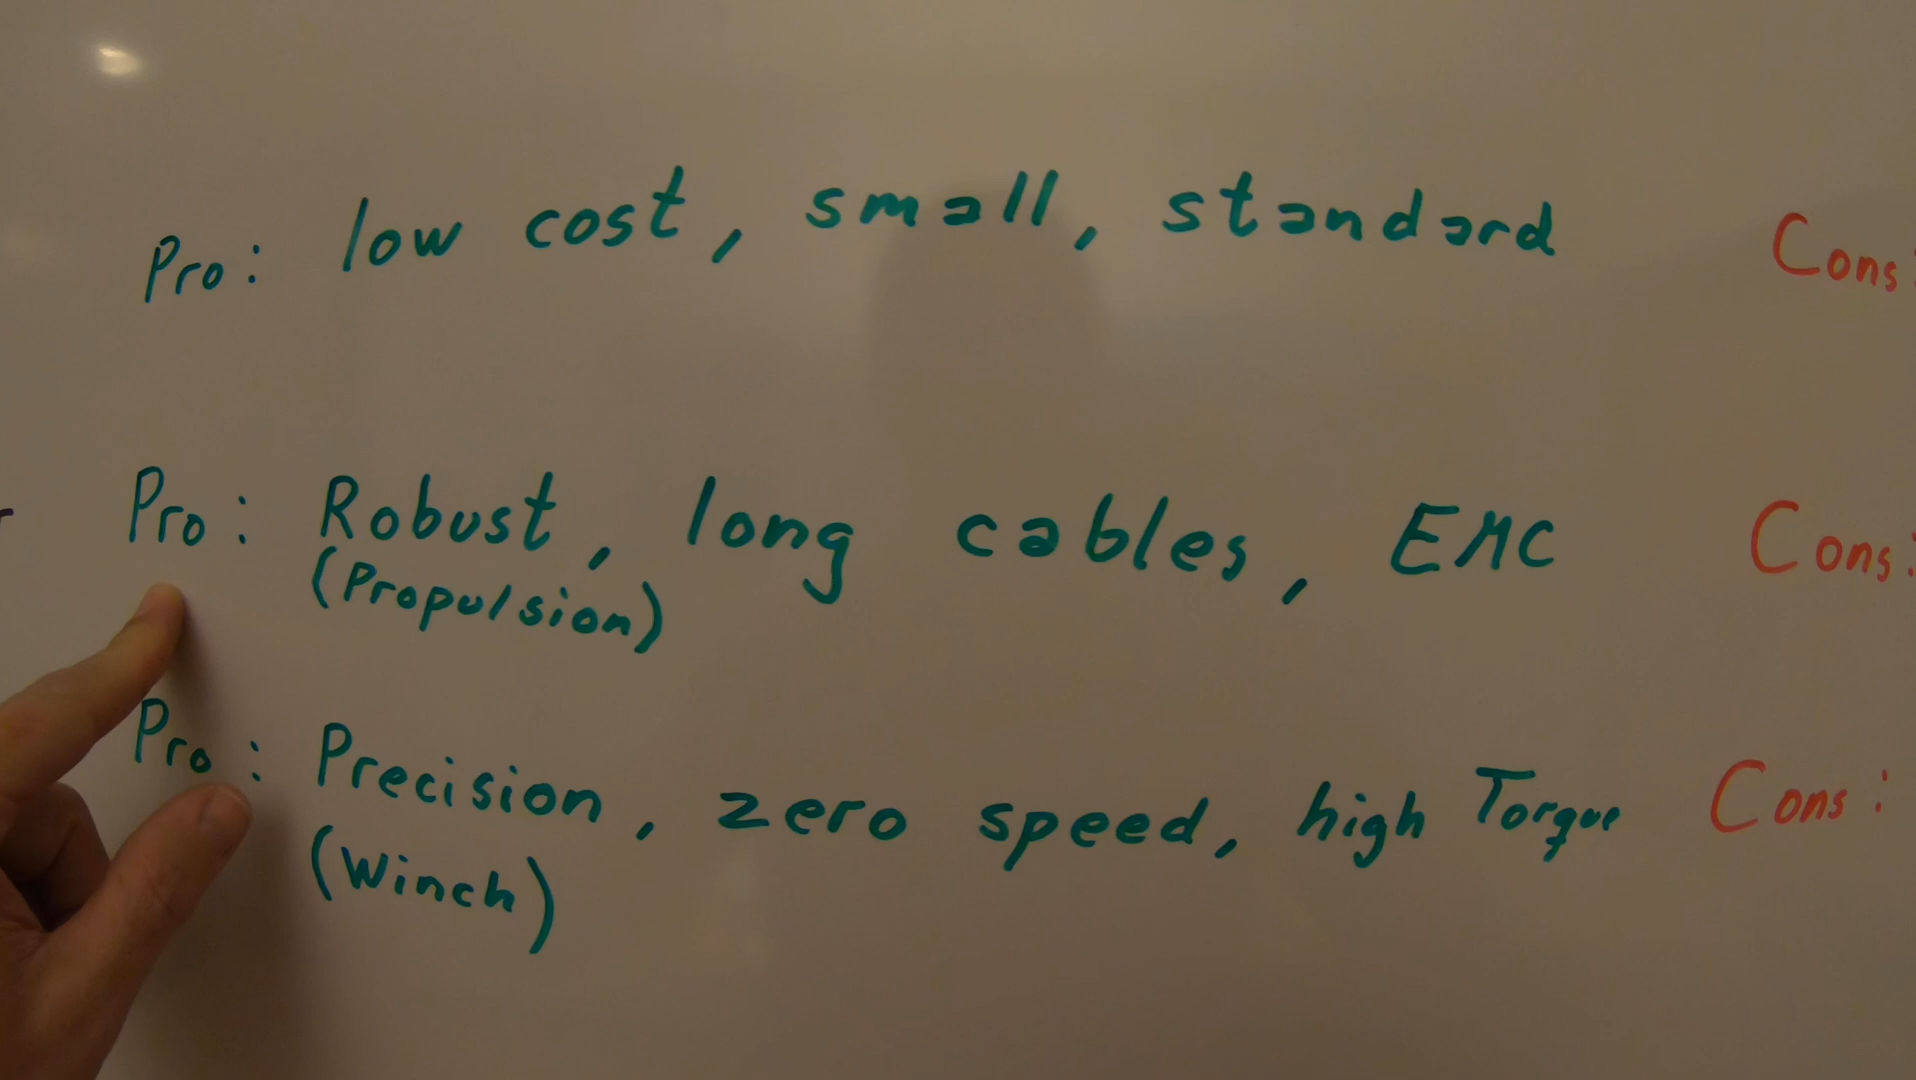 Pro: low cost, small, standard Cons:
Pro: Robust, long cables, EMC Cons:
(Propulsion)
Pro: Precision, zero speed, high Torque Cons:
(Winch)